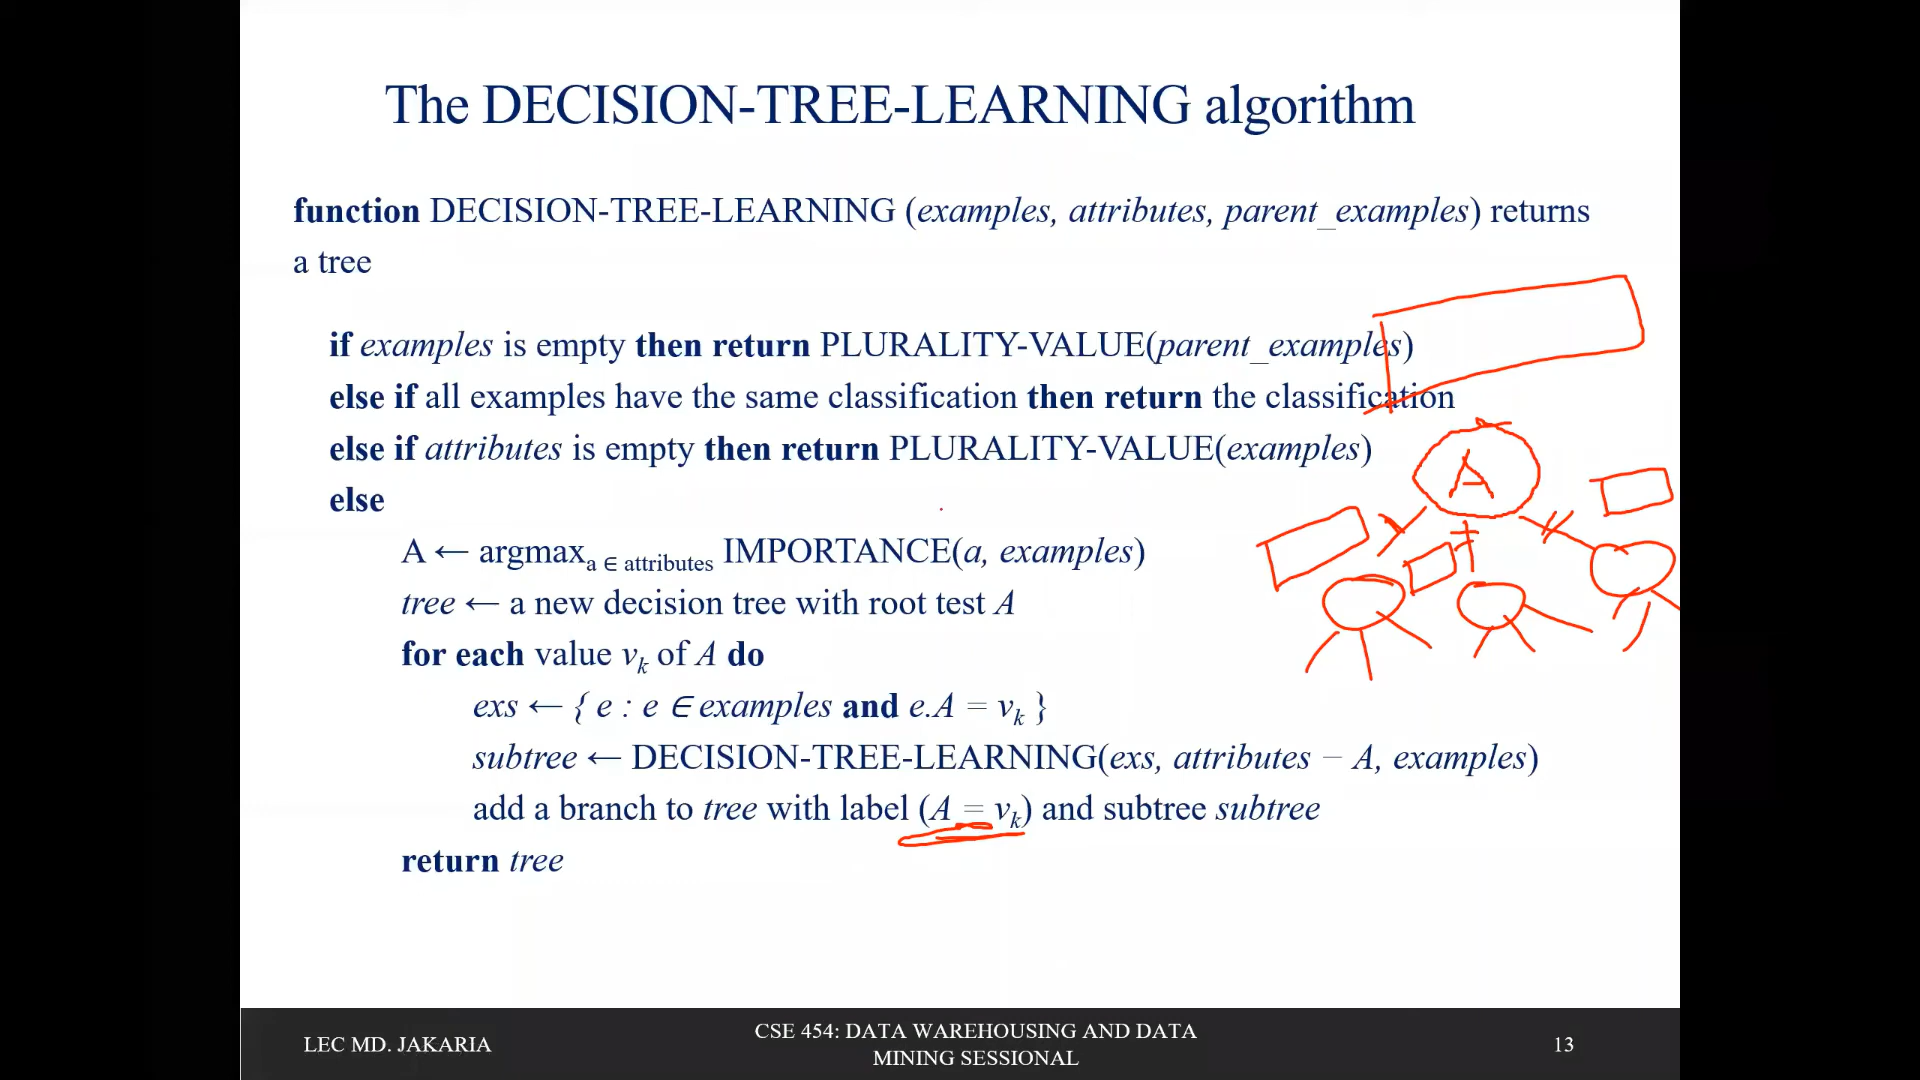 The DECISION-TREE-LEARNING algorithm
function DECISION-TREE-LEARNING (examples, attributes, parent_examples) returns
a tree
if examples is empty then return PLURALITY-VALUE(parent_examples)
else if all examples have the same classification then return the classification
else if attributes is empty then return PLURALITY-VALUE(examples)
else
A
A ← argmax a ∈ attributes IMPORTANCE(a, examples)
tree ← a new decision tree with root test A
for each value vk of A do
exs ← { e : e ∈ examples and e.A = vk }
subtree ← DECISION-TREE-LEARNING(exs, attributes − A, examples)
add a branch to tree with label (A = vk) and subtree subtree
return tree
LEC MD. JAKARIA
CSE 454: DATA WAREHOUSING AND DATA
MINING SESSIONAL
13